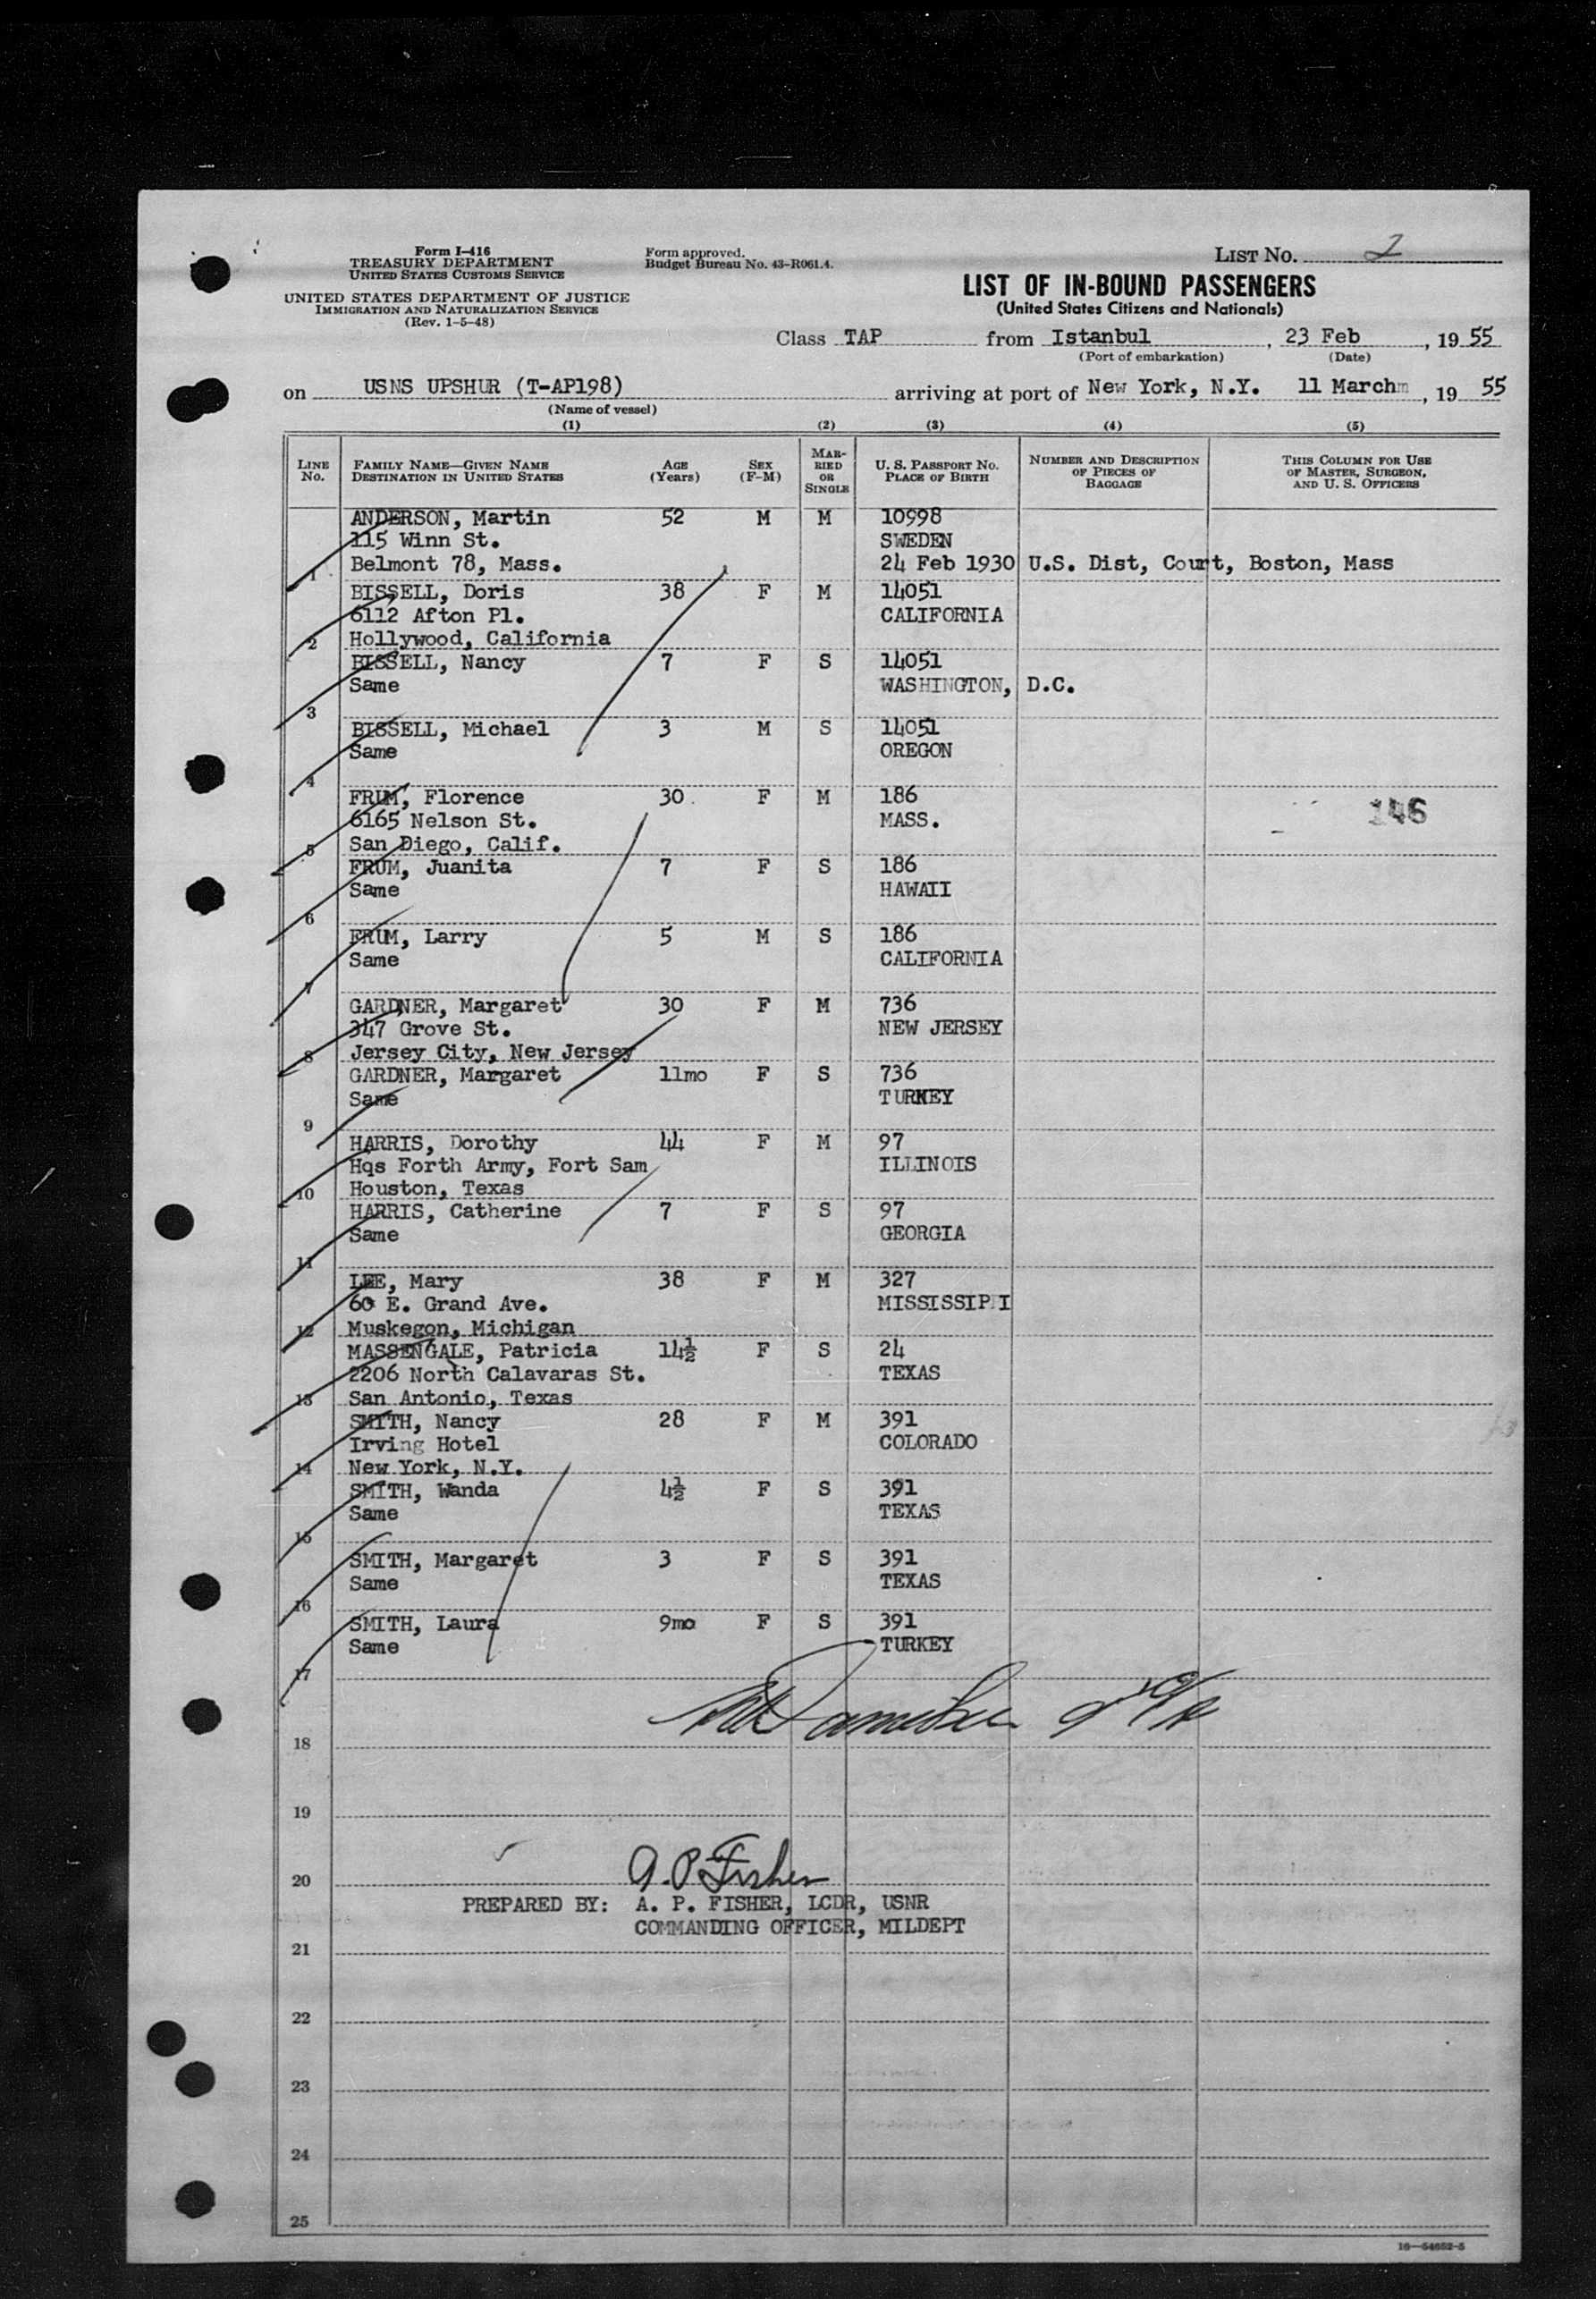 Form I-416
TREASURY DEPARTMENT
UNITED STATES CUSTOMS SERVICE
UNITED STATES DEPARTMENT OF JUSTICE
IMMIGRATION AND NATURALIZATION SERVICE
(Rev. 1-5-48)
Form approved.
Budget Bureau No. 43-R061.4.
LIST NO. 2
LIST OF IN-BOUND PASSENGERS
(United States Citizens and Nationals)
Class TAP from Istanbul, 23 Feb, 19 55
(Port of embarkation) (Date)
on USNS UPSHUR (T-AP198) arriving at port of New York, N.Y. 11 Marchm, 19 55
(Name of vessel)
(1) (2) (3) (4) (5)
LINE No. FAMILY NAME—GIVEN NAME DESTINATION IN UNITED STATES AGE (Years) SEX (F-M) MARRIED OR SINGLE U. S. PASSPORT NO. PLACE OF BIRTH NUMBER AND DESCRIPTION OF PIECES OF BAGGAGE THIS COLUMN FOR USE OF MASTER, SURGEON, AND U. S. OFFICERS
ANDERSON, Martin 52 M M 10998
115 Winn St. SWEDEN
1 Belmont 78, Mass. 24 Feb 1930 U.S. Dist, Court, Boston, Mass
BISSELL, Doris 38 F M 14051
6112 Afton Pl. CALIFORNIA
2 Hollywood, California
BISSELL, Nancy 7 F S 14051
Same WASHINGTON, D.C.
3
BISSELL, Michael 3 M S 14051
Same OREGON
4
FRUM, Florence 30 F M 186
6165 Nelson St. MASS. 146
5 San Diego, Calif.
FRUM, Juanita 7 F S 186
Same HAWAII
6
FRUM, Larry 5 M S 186
Same CALIFORNIA
7
GARDNER, Margaret 30 F M 736
347 Grove St. NEW JERSEY
8 Jersey City, New Jersey
GARDNER, Margaret 11mo F S 736
Same TURKEY
9
HARRIS, Dorothy 44 F M 97
Hqs Forth Army, Fort Sam ILLINOIS
10 Houston, Texas
HARRIS, Catherine 7 F S 97
Same GEORGIA
11
LEE, Mary 38 F M 327
60 E. Grand Ave. MISSISSIPPI
12 Muskegon, Michigan
MASSENGALE, Patricia 14½ F S 24
2206 North Calavaras St. TEXAS
13 San Antonio, Texas
SMITH, Nancy 28 F M 391
Irving Hotel COLORADO
14 New York, N.Y.
SMITH, Wanda 4½ F S 391
Same TEXAS
15
SMITH, Margaret 3 F S 391
Same TEXAS
16
SMITH, Laura 9mo F S 391
Same TURKEY
17
18
19
20 A. P. Fisher
PREPARED BY: A. P. FISHER, LCDR, USNR
COMMANDING OFFICER, MILDEPT
21
22
23
24
25
16—54652-5